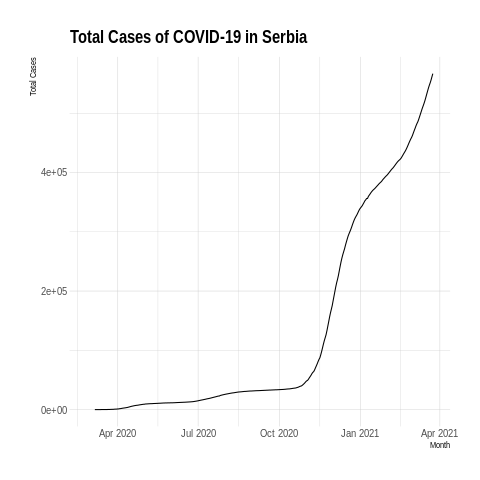 Total Cases of COVID-19 in Serbia
Total Cases
4e+05
2e+05
0e+00
Apr 2020 Jul 2020 Oct 2020 Jan 2021 Apr 2021
Month